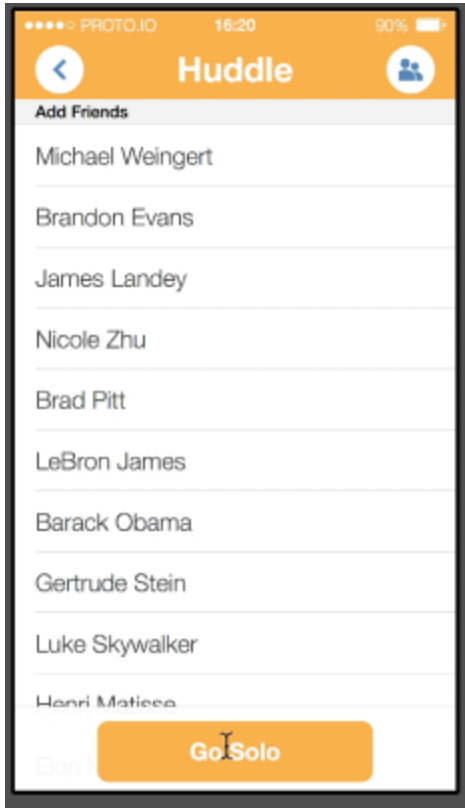 PROTO.IO 16:20 90%
Huddle
Add Friends
Michael Weingert
Brandon Evans
James Landey
Nicole Zhu
Brad Pitt
LeBron James
Barack Obama
Gertrude Stein
Luke Skywalker
Henri Matisse
Go Solo
Elon